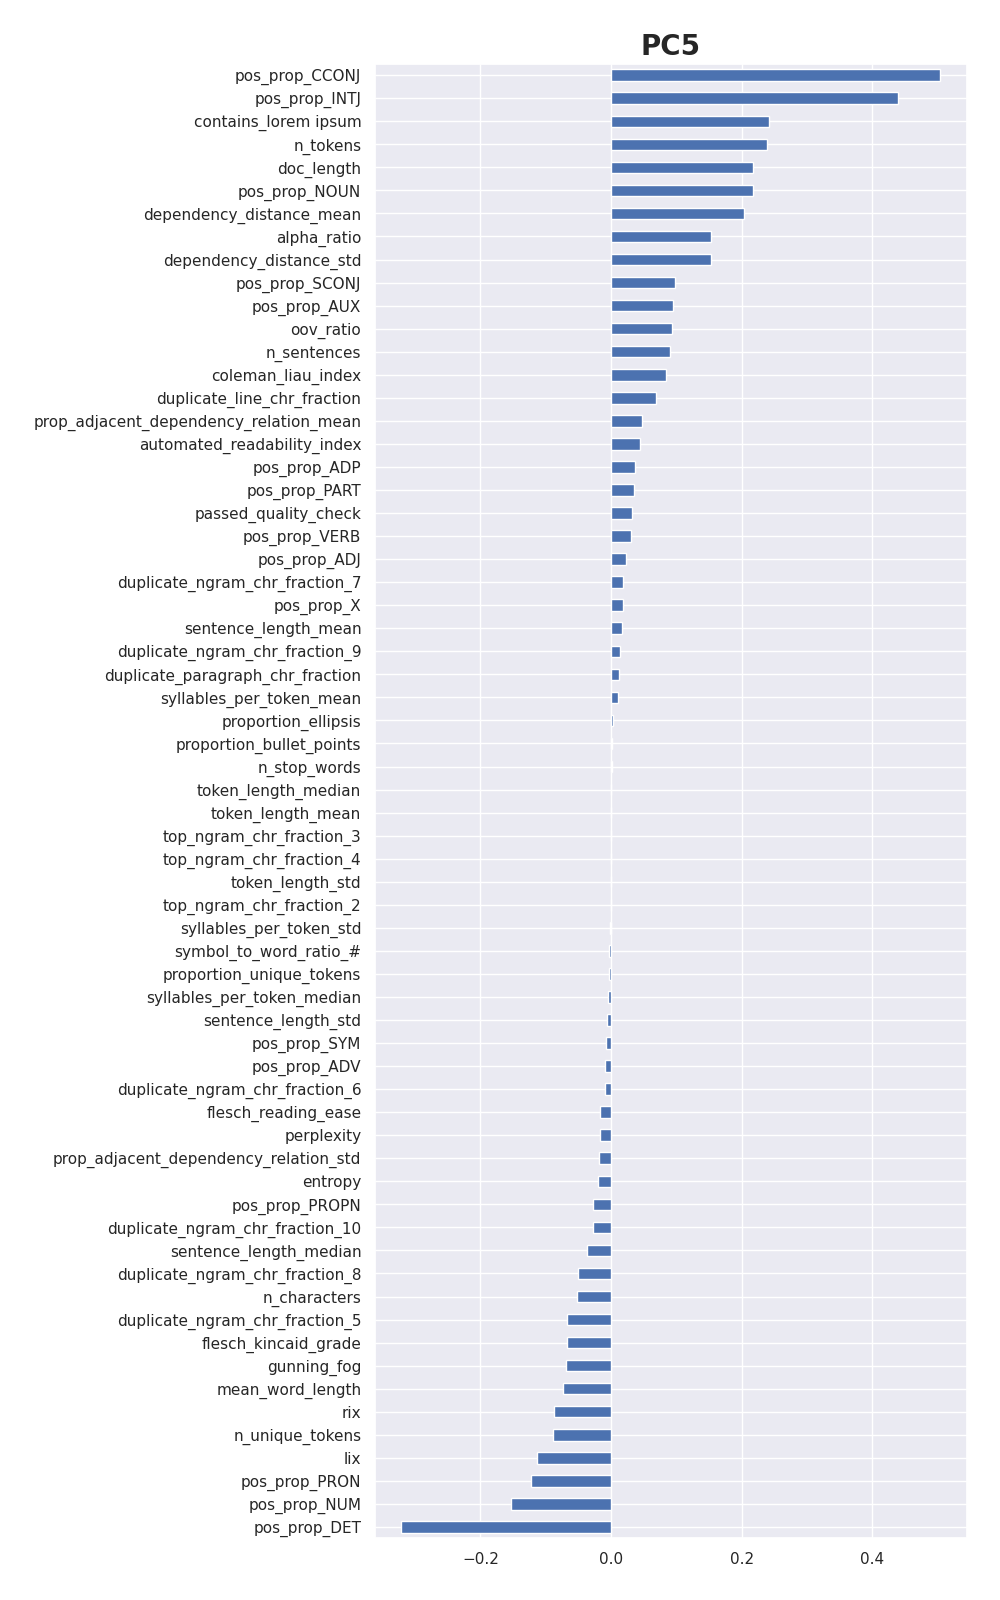 PC5
pos_prop_CCONJ
pos_prop_INTJ
contains_lorem ipsum
n_tokens
doc_length
pos_prop_NOUN
dependency_distance_mean
alpha_ratio
dependency_distance_std
pos_prop_SCONJ
pos_prop_AUX
oov_ratio
n_sentences
coleman_liau_index
duplicate_line_chr_fraction
prop_adjacent_dependency_relation_mean
automated_readability_index
pos_prop_ADP
pos_prop_PART
passed_quality_check
pos_prop_VERB
pos_prop_ADJ
duplicate_ngram_chr_fraction_7
pos_prop_X
sentence_length_mean
duplicate_ngram_chr_fraction_9
duplicate_paragraph_chr_fraction
syllables_per_token_mean
proportion_ellipsis
proportion_bullet_points
n_stop_words
token_length_median
token_length_mean
top_ngram_chr_fraction_3
top_ngram_chr_fraction_4
token_length_std
top_ngram_chr_fraction_2
syllables_per_token_std
symbol_to_word_ratio_#
proportion_unique_tokens
syllables_per_token_median
sentence_length_std
pos_prop_SYM
pos_prop_ADV
duplicate_ngram_chr_fraction_6
flesch_reading_ease
perplexity
prop_adjacent_dependency_relation_std
entropy
pos_prop_PROPN
duplicate_ngram_chr_fraction_10
sentence_length_median
duplicate_ngram_chr_fraction_8
n_characters
duplicate_ngram_chr_fraction_5
flesch_kincaid_grade
gunning_fog
mean_word_length
rix
n_unique_tokens
lix
pos_prop_PRON
pos_prop_NUM
pos_prop_DET
−0.2 0.0 0.2 0.4